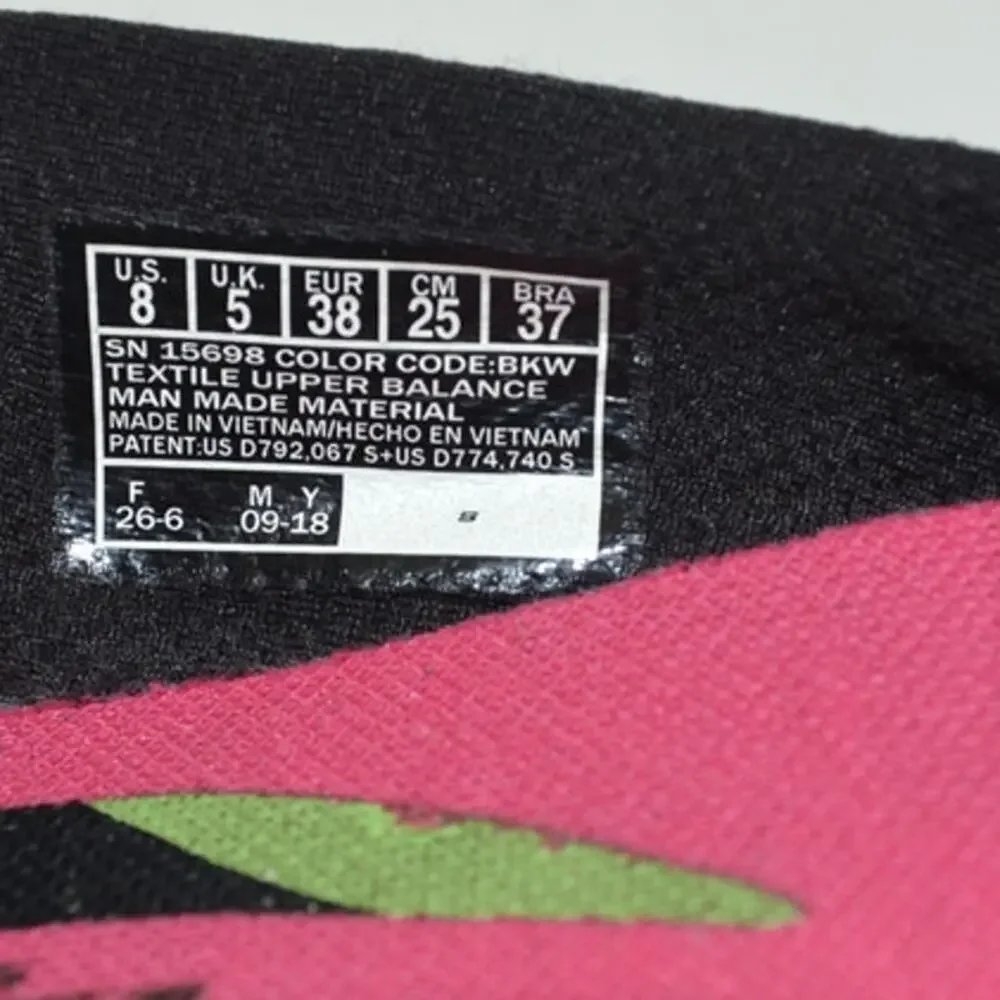 U.S. U.K. EUR CM BRA
8 5 38 25 37
SN 15698 COLOR CODE:BKW
TEXTILE UPPER BALANCE
MAN MADE MATERIAL
MADE IN VIETNAM/HECHO EN VIETNAM
PATENT:US D792,067 S+US D774,740 S
F M Y
26-6 09-18